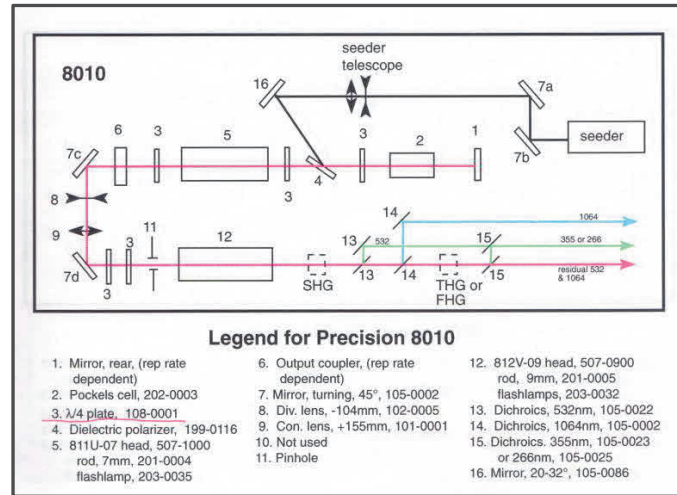 8010
seeder
telescope
16
7a
7b
seeder
7c
6
3
5
3
4
3
2
1
8
9
7d
3
3
11
12
SHG
13
532
13
14
14
1064
THG or
FHG
15
15
355 or 266
residual 532
& 1064
Legend for Precision 8010
1. Mirror, rear, (rep rate
dependent)
2. Pockels cell, 202-0003
3. λ/4 plate, 108-0001
4. Dielectric polarizer, 199-0116
5. 811U-07 head, 507-1000
rod, 7mm, 201-0004
flashlamp, 203-0035
6. Output coupler, (rep rate
dependent)
7. Mirror, turning, 45°, 105-0002
8. Div. lens, -104mm, 102-0005
9. Con. lens, +155mm, 101-0001
10. Not used
11. Pinhole
12. 812V-09 head, 507-0900
rod, 9mm, 201-0005
flashlamps, 203-0032
13. Dichroics, 532nm, 105-0022
14. Dichroics, 1064nm, 105-0002
15. Dichroics. 355nm, 105-0023
or 266nm, 105-0025
16. Mirror, 20-32°, 105-0086